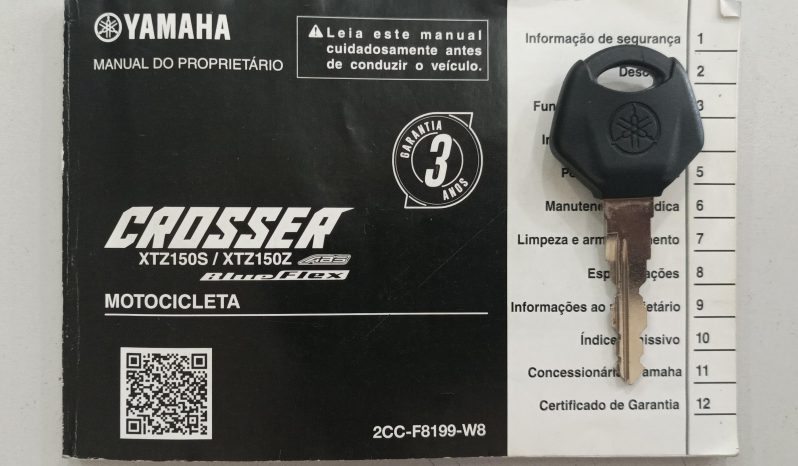 YAMAHA
MANUAL DO PROPRIETÁRIO
Leia este manual
cuidadosamente antes
de conduzir o veículo.
GARANTIA
3
ANOS
CROSSER
XTZ150S / XTZ150Z ABS
BlueFlex
MOTOCICLETA
2CC-F8199-W8
Informação de segurança 1
2
3
5
6
Limpeza e 7
8
Informações ao 9
10
11
Certificado de Garantia 12